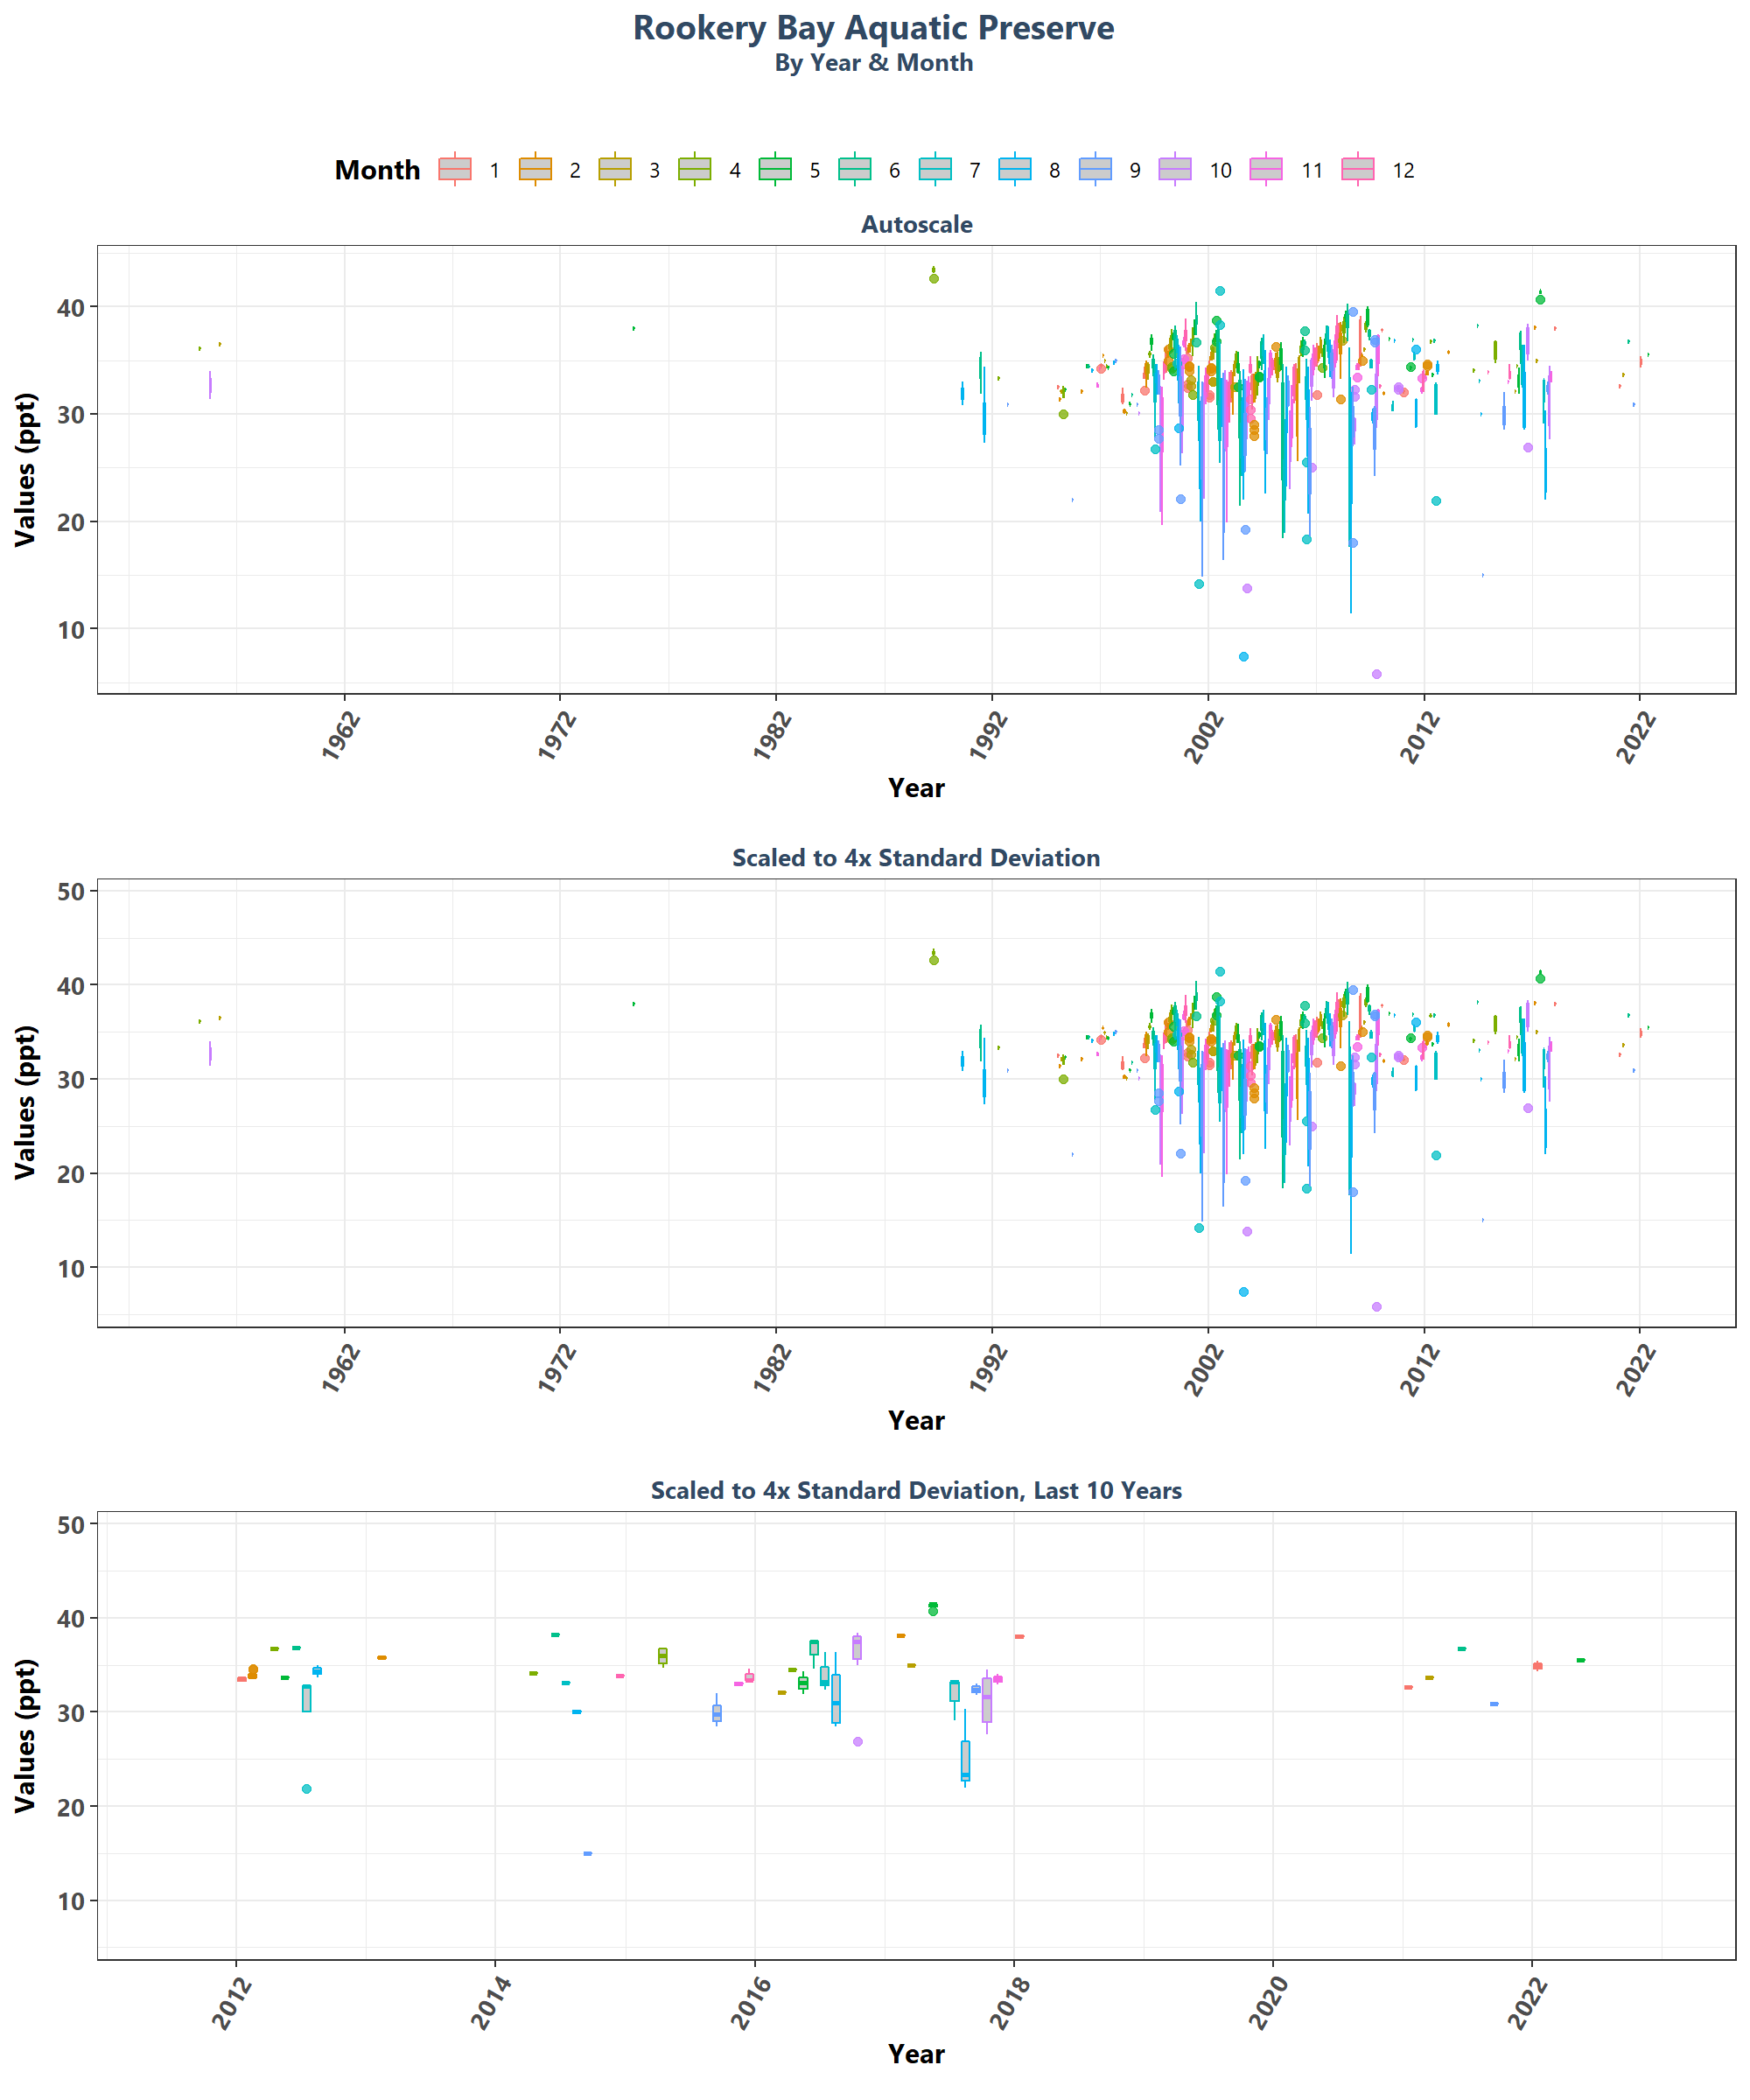 Rookery Bay Aquatic Preserve
By Year & Month
Month 1 2 3 4 5 6 7 8 9 10 11 12
Autoscale
Values (ppt)
40
30
20
10
1962 1972 1982 1992 2002 2012 2022
Year
Scaled to 4x Standard Deviation
Values (ppt)
50
40
30
20
10
1962 1972 1982 1992 2002 2012 2022
Year
Scaled to 4x Standard Deviation, Last 10 Years
Values (ppt)
50
40
30
20
10
2012 2014 2016 2018 2020 2022
Year